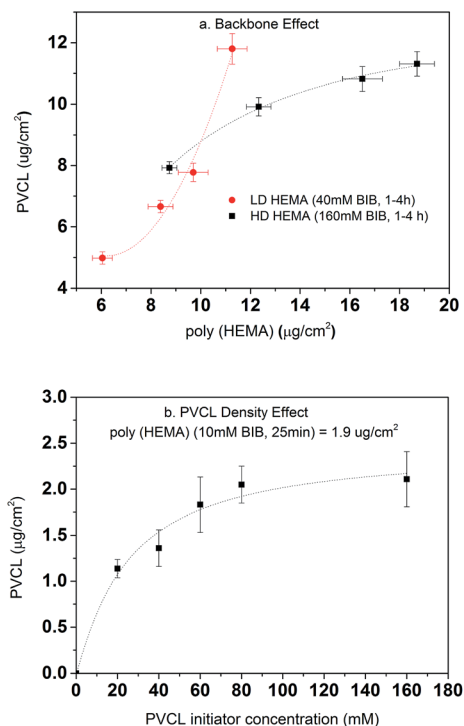 a. Backbone Effect
12
10
8
6
4
PVCL (ug/cm²)
LD HEMA (40mM BIB, 1-4h)
HD HEMA (160mM BIB, 1-4 h)
6 8 10 12 14 16 18 20
poly (HEMA) (μg/cm²)
b. PVCL Density Effect
poly (HEMA) (10mM BIB, 25min) = 1.9 ug/cm²
3.0
2.5
2.0
1.5
1.0
0.5
0.0
PVCL (μg/cm²)
0 20 40 60 80 100 120 140 160 180
PVCL initiator concentration (mM)